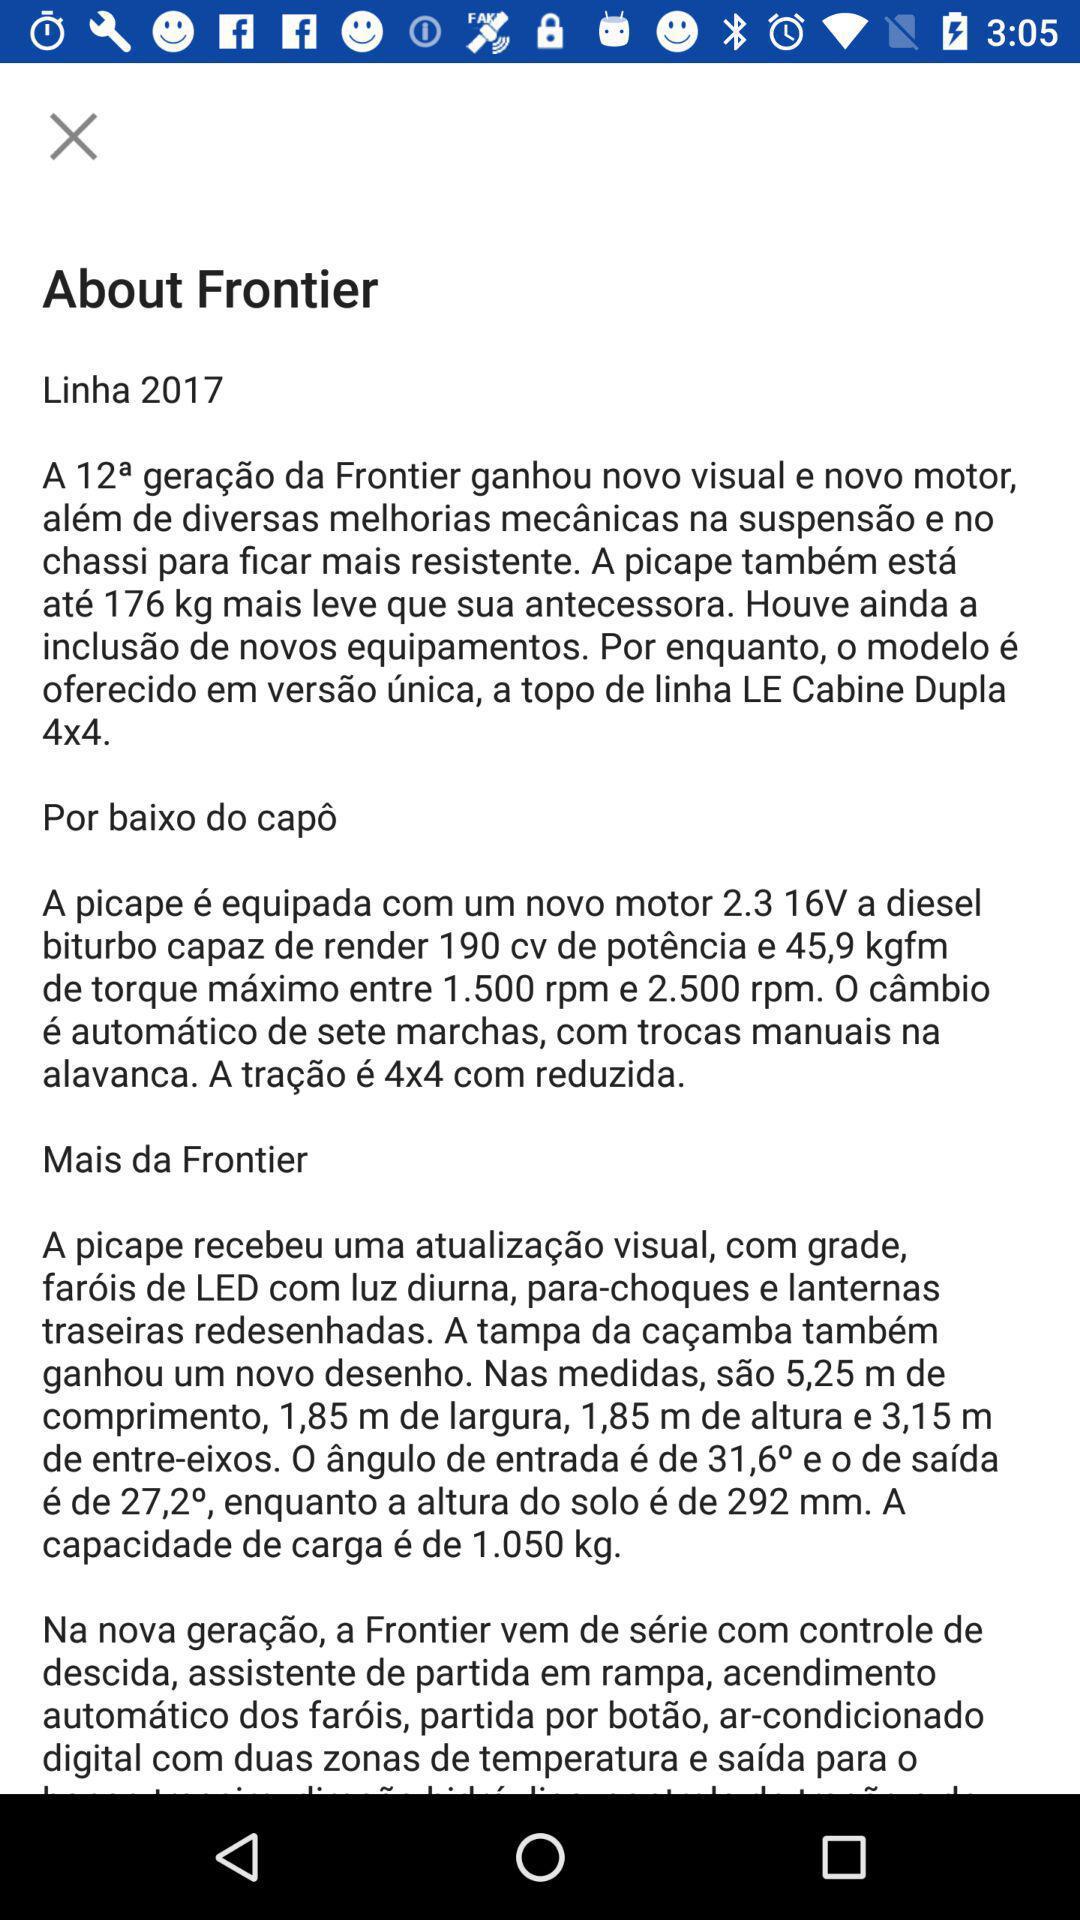 FAKE
3:05
About Frontier
Linha 2017
A 12ª geração da Frontier ganhou novo visual e novo motor,
além de diversas melhorias mecânicas na suspensão e no
chassi para ficar mais resistente. A picape também está
até 176 kg mais leve que sua antecessora. Houve ainda a
inclusão de novos equipamentos. Por enquanto, o modelo é
oferecido em versão única, a topo de linha LE Cabine Dupla
4x4.
Por baixo do capô
A picape é equipada com um novo motor 2.3 16V a diesel
biturbo capaz de render 190 cv de potência e 45,9 kgfm
de torque máximo entre 1.500 rpm e 2.500 rpm. O câmbio
é automático de sete marchas, com trocas manuais na
alavanca. A tração é 4x4 com reduzida.
Mais da Frontier
A picape recebeu uma atualização visual, com grade,
faróis de LED com luz diurna, para-choques e lanternas
traseiras redesenhadas. A tampa da caçamba também
ganhou um novo desenho. Nas medidas, são 5,25 m de
comprimento, 1,85 m de largura, 1,85 m de altura e 3,15 m
de entre-eixos. O ângulo de entrada é de 31,6º e o de saída
é de 27,2º, enquanto a altura do solo é de 292 mm. A
capacidade de carga é de 1.050 kg.
Na nova geração, a Frontier vem de série com controle de
descida, assistente de partida em rampa, acendimento
automático dos faróis, partida por botão, ar-condicionado
digital com duas zonas de temperatura e saída para o